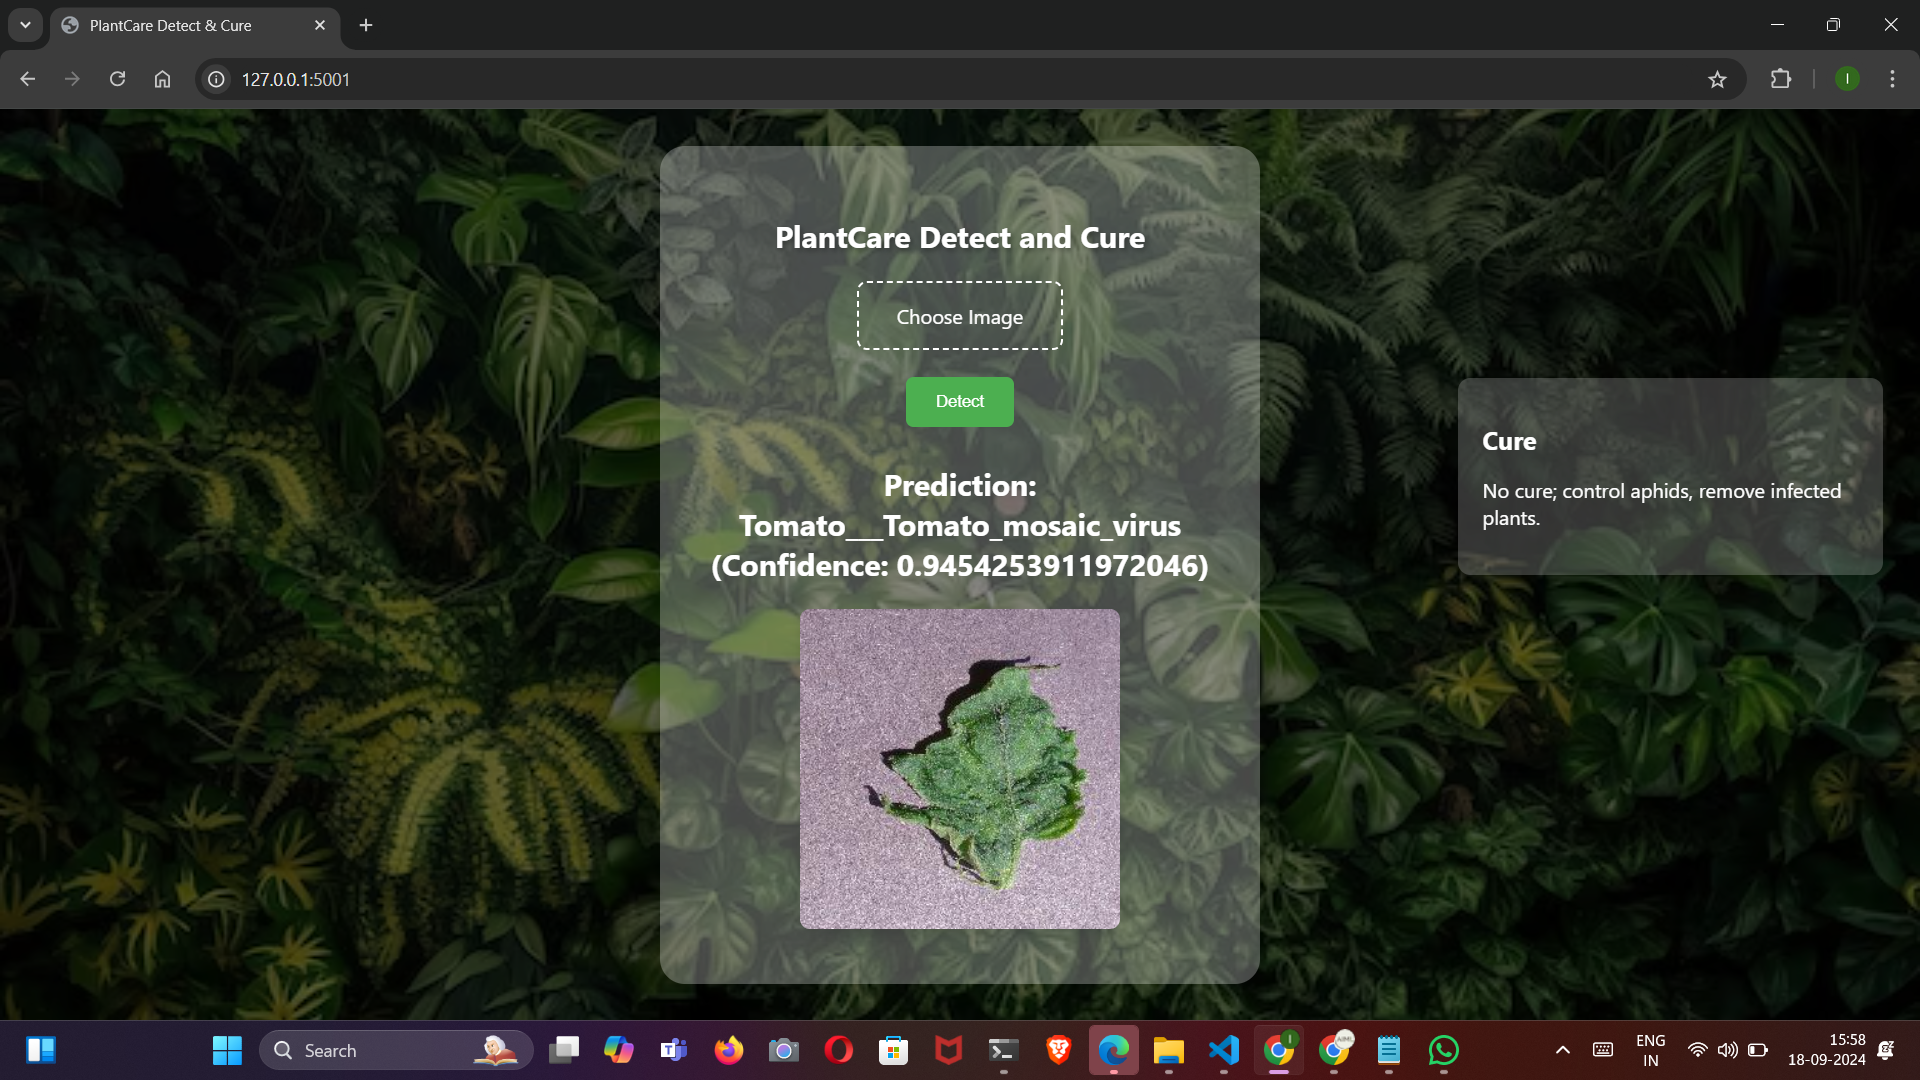 PlantCare Detect & Cure
127.0.0.1:5001
I
PlantCare Detect and Cure
Choose Image
Detect
Prediction:
Tomato___Tomato_mosaic_virus
(Confidence: 0.9454253911972046)
Cure
No cure; control aphids, remove infected
plants.
Search
ENG
IN
15:58
18-09-2024